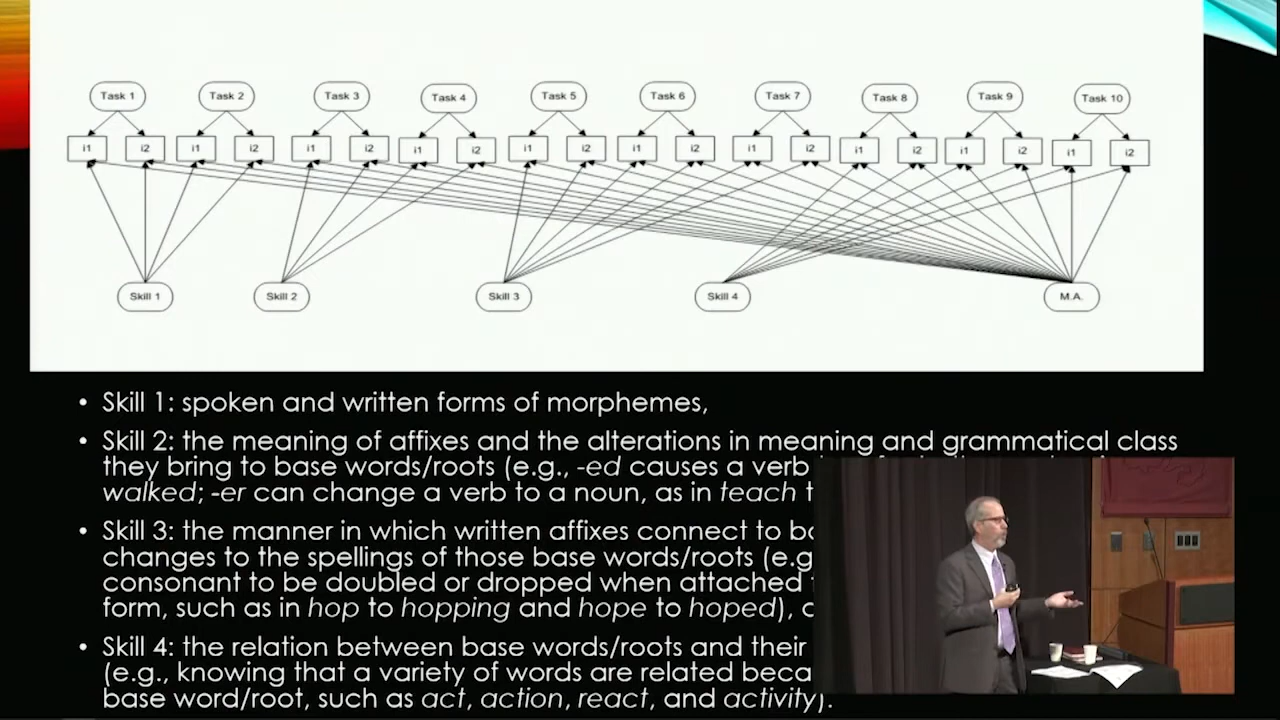 Task 1 Task 2 Task 3 Task 4 Task 5 Task 6 Task 7 Task 8 Task 9 Task 10
i1 i2 i1 i2 i1 i2 i1 i2 i1 i2 i1 i2 i1 i2 i1 i2 i1 i2 i1 i2
Skill 1 Skill 2 Skill 3 Skill 4 M.A.
• Skill 1: spoken and written forms of morphemes,
• Skill 2: the meaning of affixes and the alterations in meaning and grammatical class
they bring to base words/roots (e.g., -ed causes a verb
walked; -er can change a verb to a noun, as in teach
• Skill 3: the manner in which written affixes connect to
changes to the spellings of those base words/roots (e.g
consonant to be doubled or dropped when attached
form, such as in hop to hopping and hope to hoped),
• Skill 4: the relation between base words/roots and their
(e.g., knowing that a variety of words are related
base word/root, such as act, action, react, and activity).